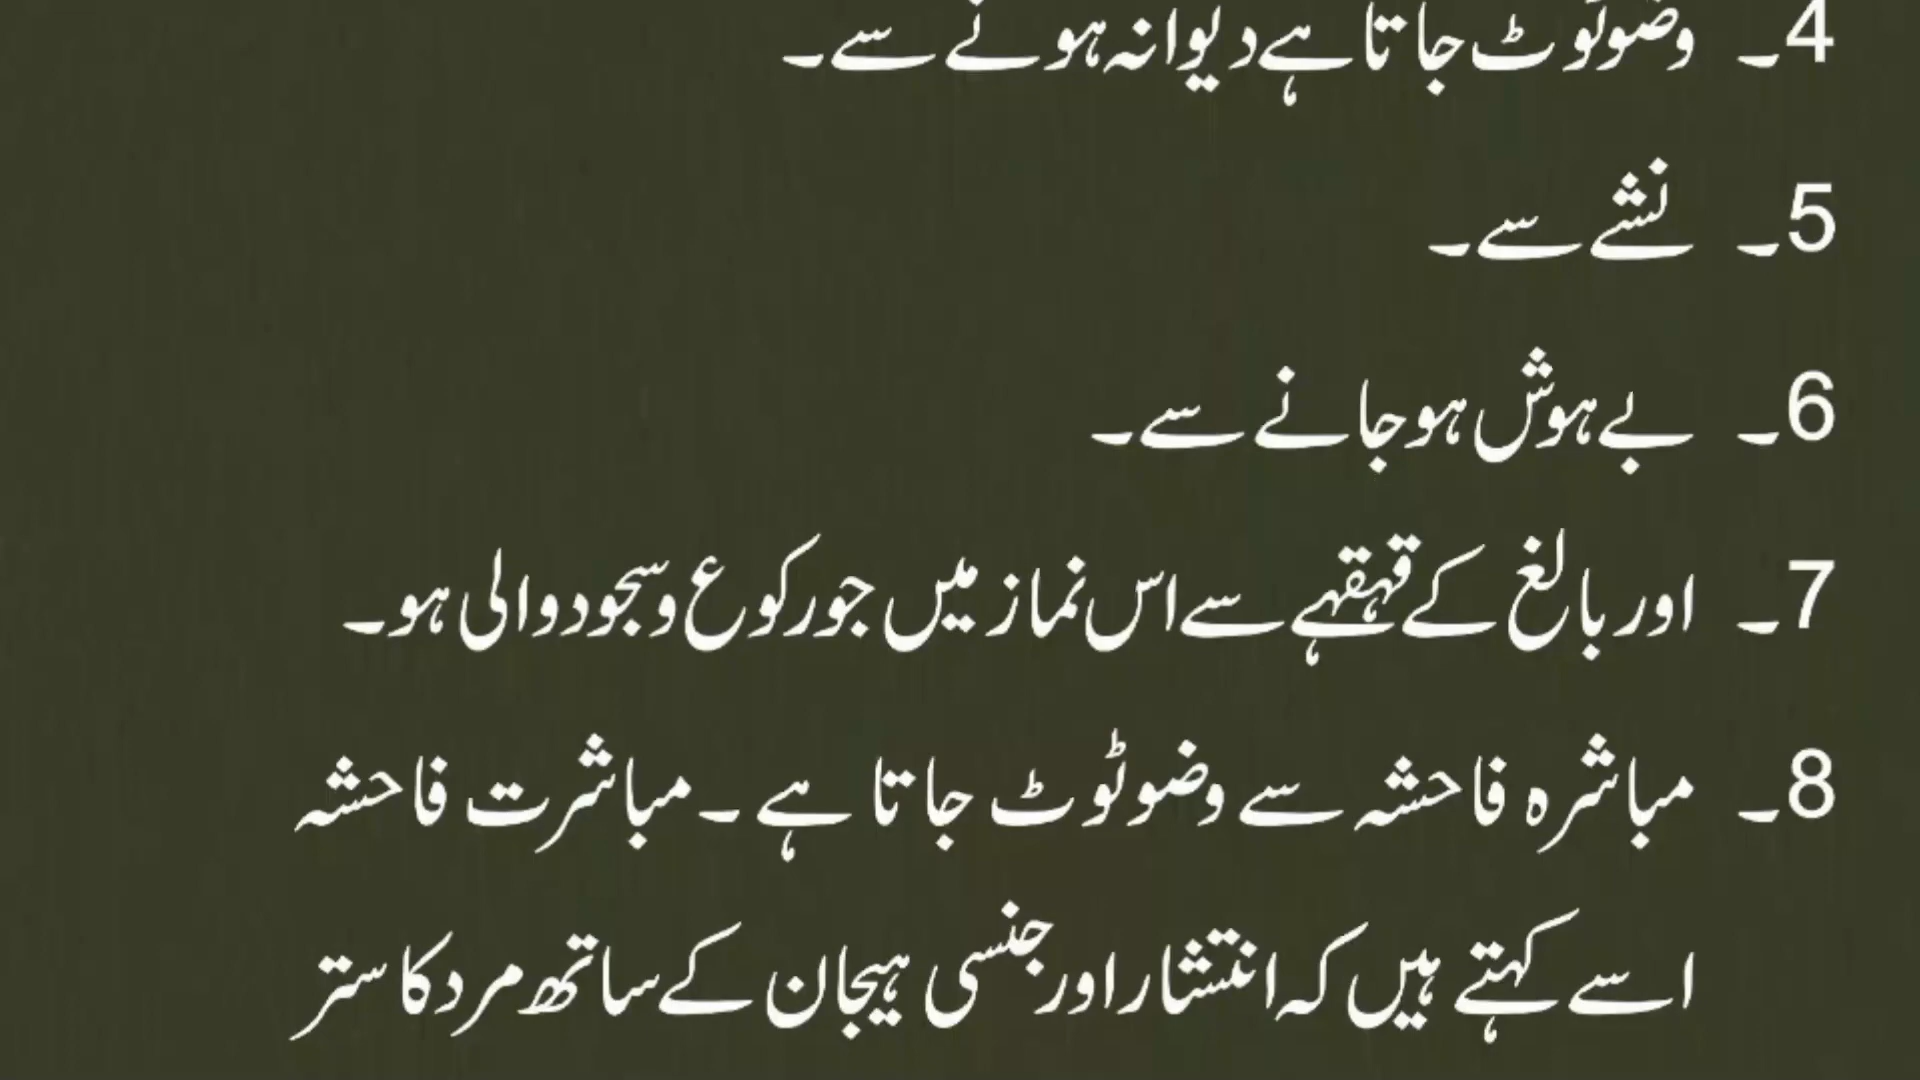 4۔ وضو ٹوٹ جاتا ہے دیوانہ ہونے سے۔
5۔ نشے سے۔
6۔ بے ہوش ہو جانے سے۔
7۔ اور بالغ کے قہقہے سے اس نماز میں جو رکوع و سجود والی ہو۔
8۔ مباشرہ فاحشہ سے وضو ٹوٹ جاتا ہے ۔ مباشرت فاحشہ
اسے کہتے ہیں کہ انتشار اور جنسی ہیجان کے ساتھ مرد کا ستر